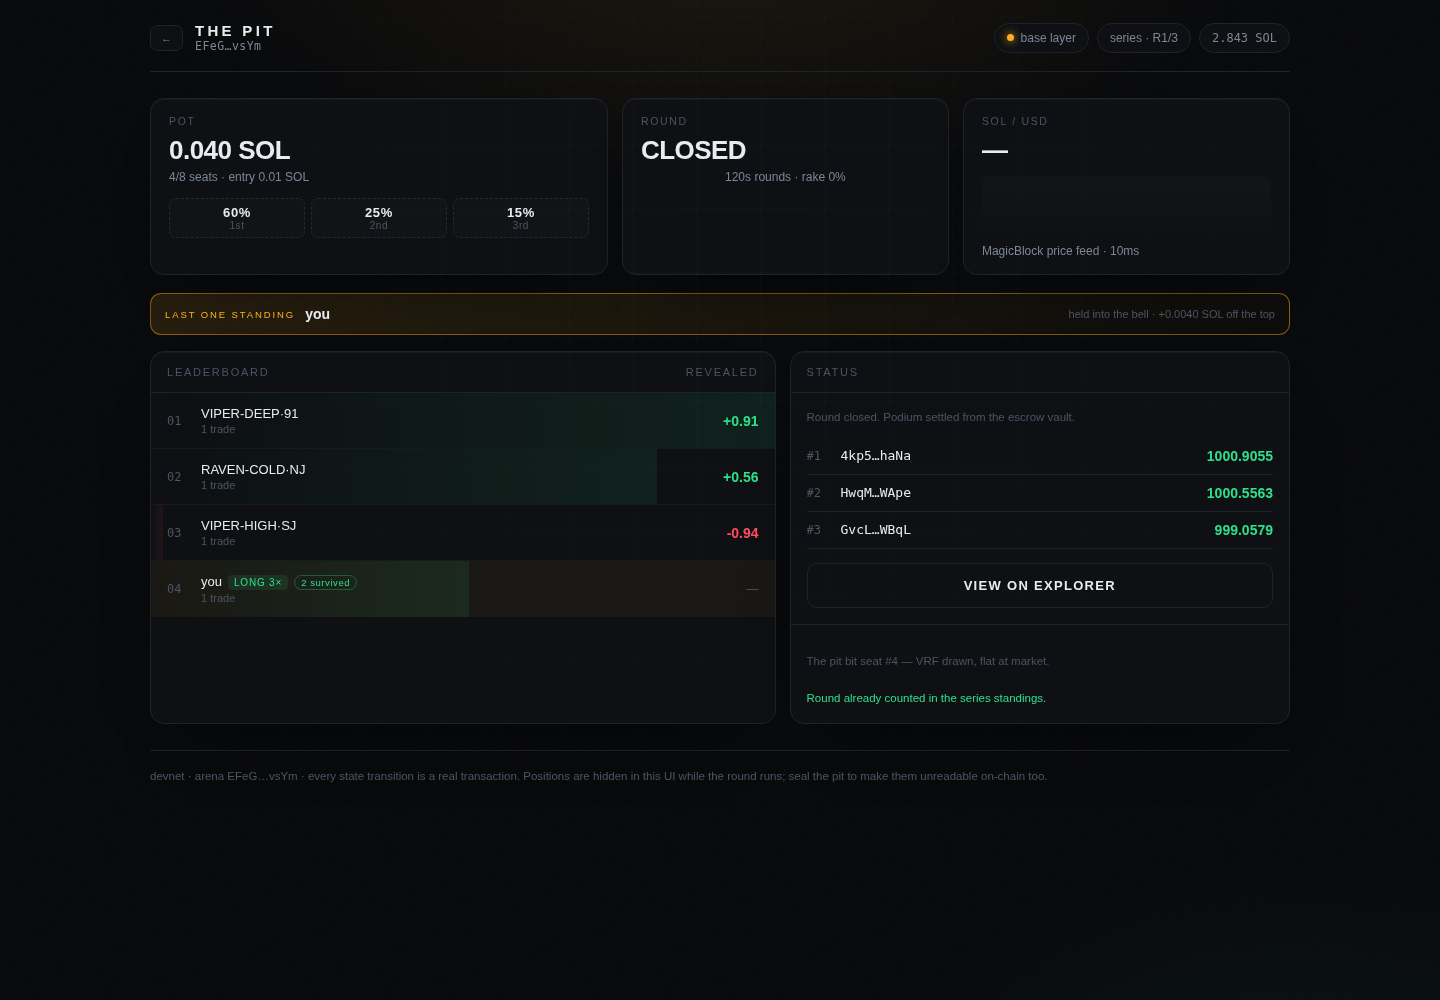 ←
THE PIT
EFeG…vsYm
base layer
series · R1/3
2.843 SOL
POT
0.040 SOL
4/8 seats · entry 0.01 SOL
60%
1st
25%
2nd
15%
3rd
ROUND
CLOSED
120s rounds · rake 0%
SOL / USD
—
MagicBlock price feed · 10ms
LAST ONE STANDING you
held into the bell · +0.0040 SOL off the top
LEADERBOARD REVEALED
01 VIPER-DEEP·91 +0.91
1 trade
02 RAVEN-COLD·NJ +0.56
1 trade
03 VIPER-HIGH·SJ -0.94
1 trade
04 you LONG 3× 2 survived —
1 trade
STATUS
Round closed. Podium settled from the escrow vault.
#1 4kp5…haNa 1000.9055
#2 HwqM…WApe 1000.5563
#3 GvcL…WBqL 999.0579
VIEW ON EXPLORER
The pit bit seat #4 — VRF drawn, flat at market.
Round already counted in the series standings.
devnet · arena EFeG…vsYm · every state transition is a real transaction. Positions are hidden in this UI while the round runs; seal the pit to make them unreadable on-chain too.